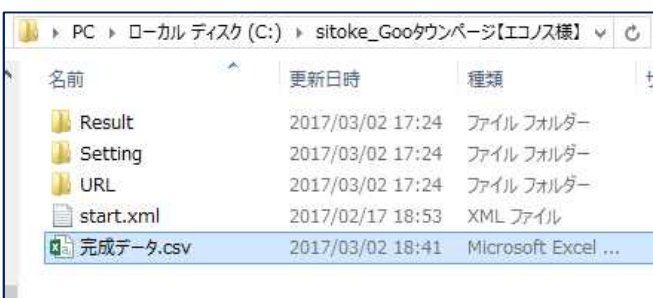 PC ローカル ディスク (C:) sitoke_Gooタウンページ【エコノス様】
名前 更新日時 種類
Result 2017/03/02 17:24 ファイル フォルダー
Setting 2017/03/02 17:24 ファイル フォルダー
URL 2017/03/02 17:24 ファイル フォルダー
start.xml 2017/02/17 18:53 XML ファイル
完成データ.csv 2017/03/02 18:41 Microsoft Excel ...